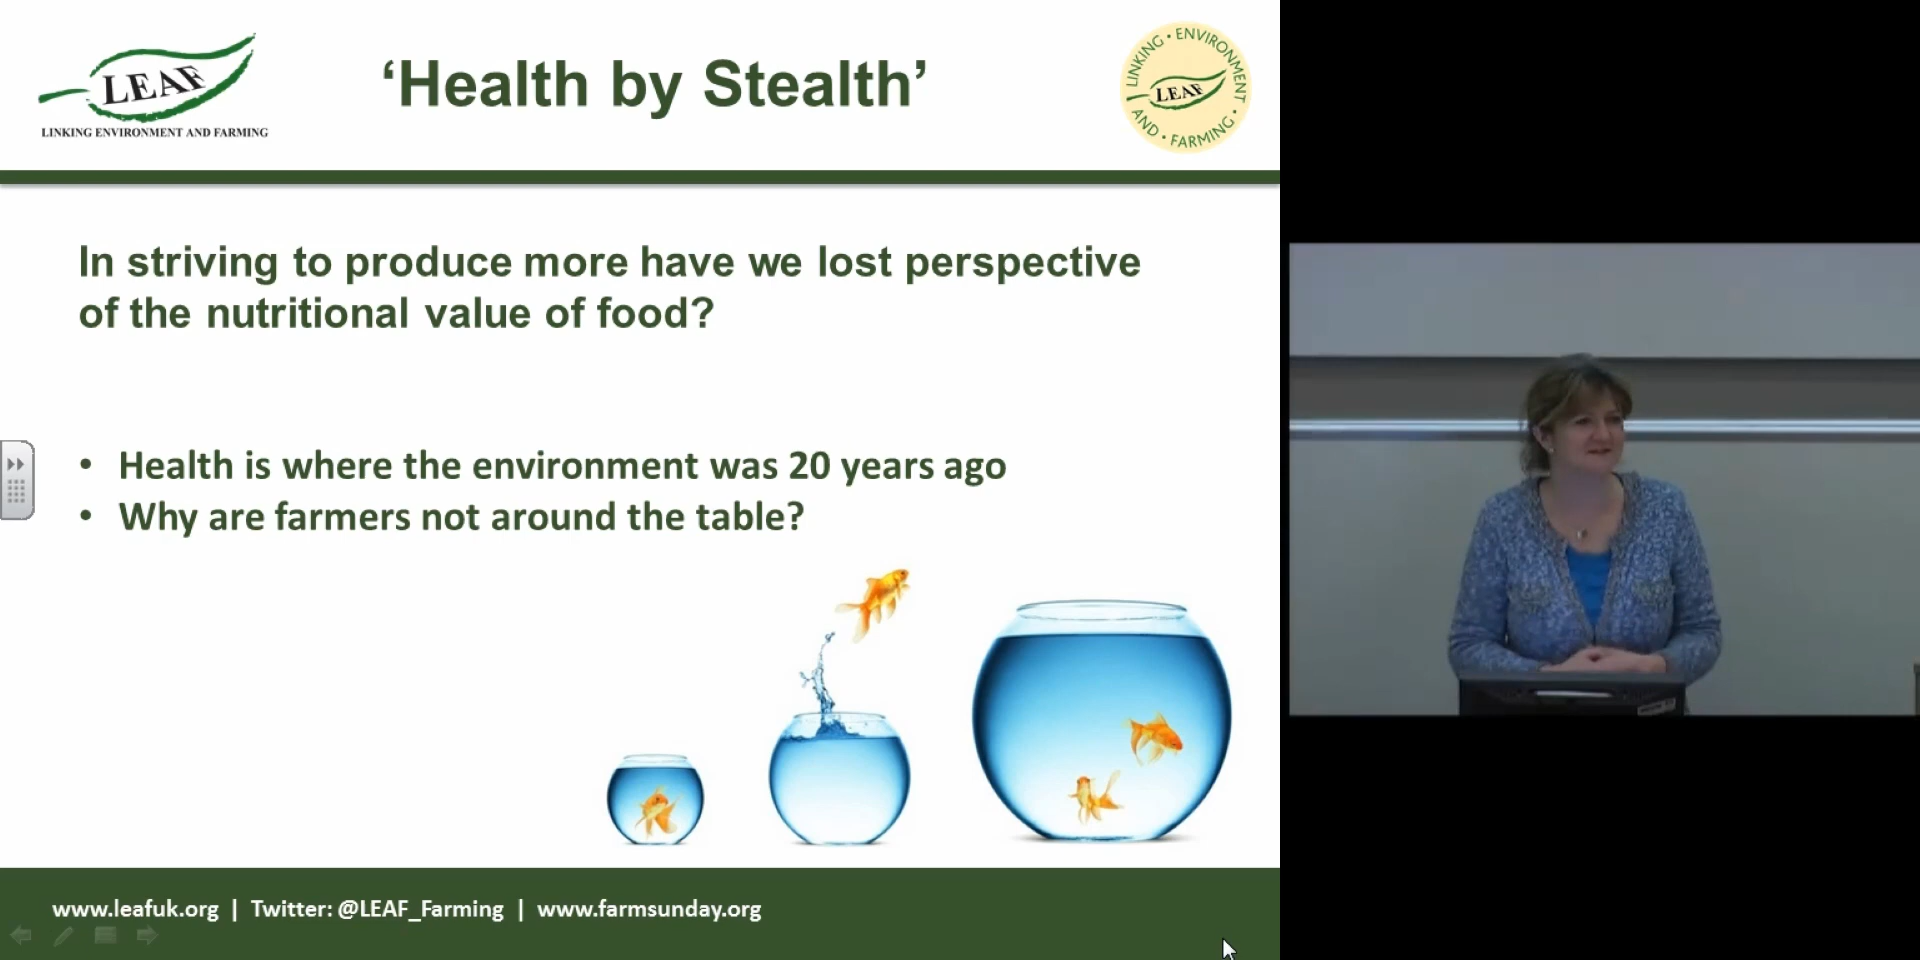 LEAF
LINKING ENVIRONMENT AND FARMING
‘Health by Stealth’
LINKING • ENVIRONMENT • AND • FARMING •
LEAF
In striving to produce more have we lost perspective
of the nutritional value of food?
• Health is where the environment was 20 years ago
• Why are farmers not around the table?
www.leafuk.org | Twitter: @LEAF_Farming | www.farmsunday.org